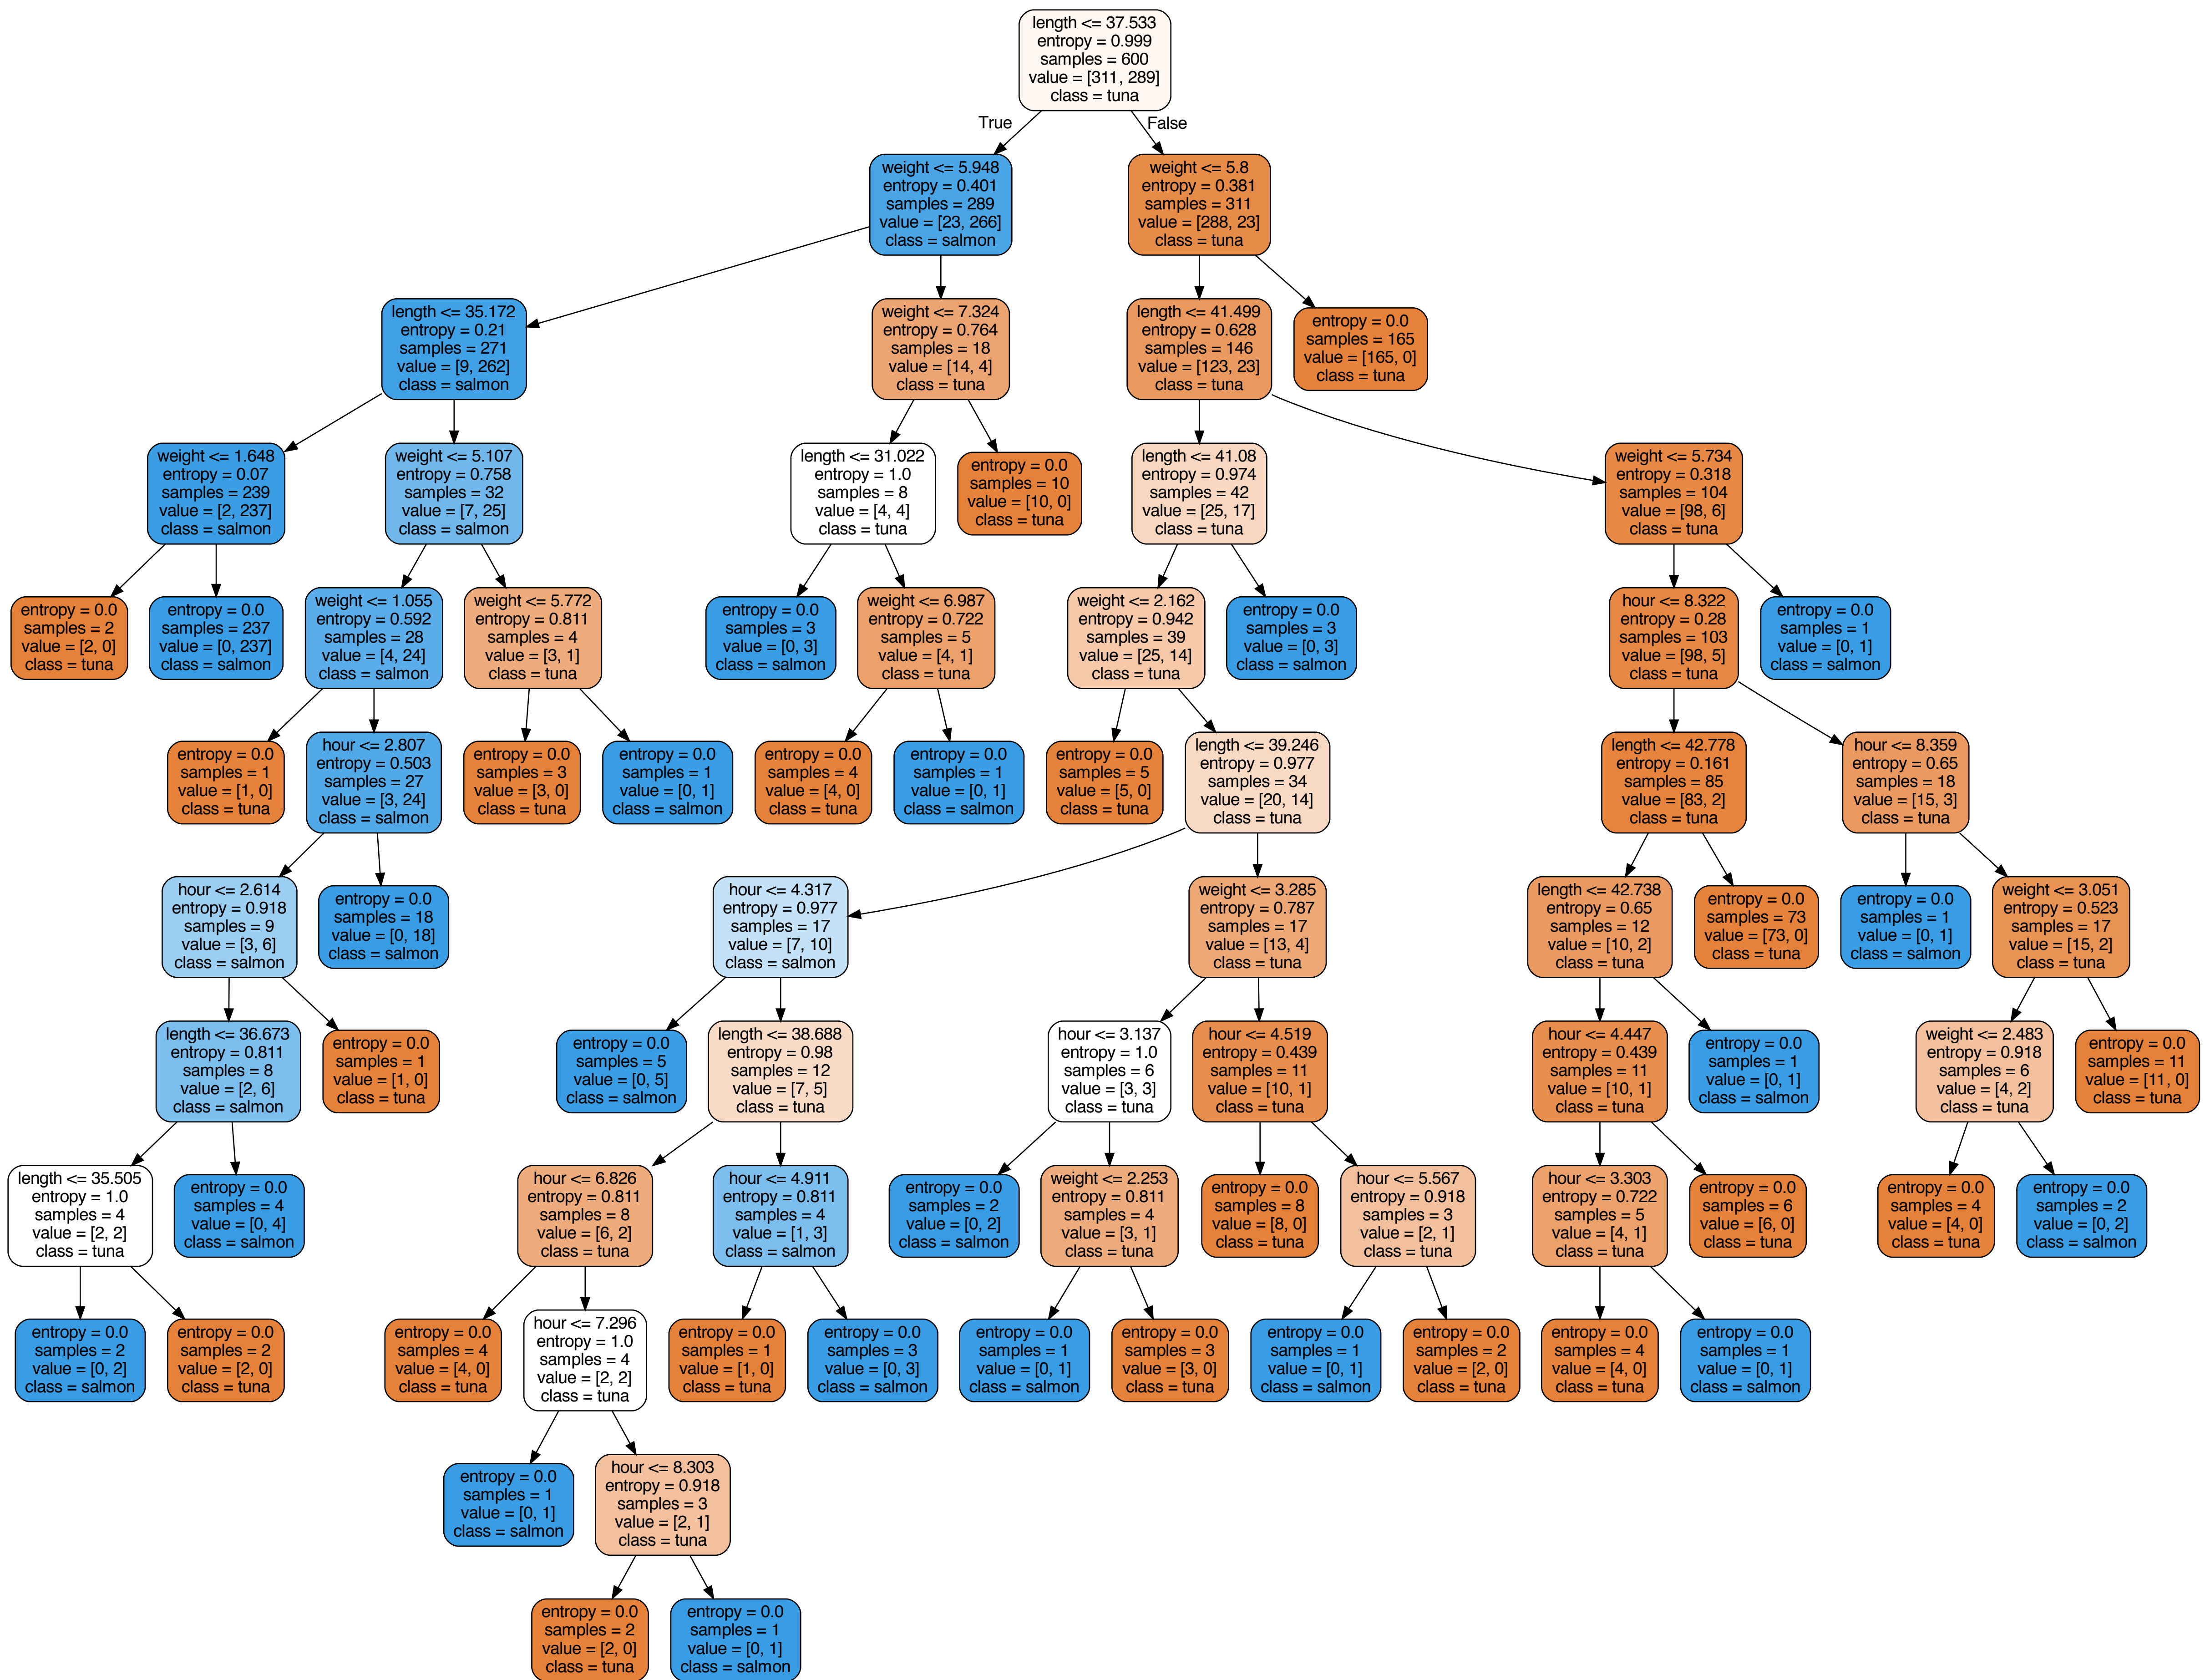 length <= 37.533
entropy = 0.999
samples = 600
value = [311, 289]
class = tuna
True
False
weight <= 5.948
entropy = 0.401
samples = 289
value = [23, 266]
class = salmon
weight <= 5.8
entropy = 0.381
samples = 311
value = [288, 23]
class = tuna
length <= 35.172
entropy = 0.21
samples = 271
value = [9, 262]
class = salmon
weight <= 7.324
entropy = 0.764
samples = 18
value = [14, 4]
class = tuna
length <= 41.499
entropy = 0.628
samples = 146
value = [123, 23]
class = tuna
entropy = 0.0
samples = 165
value = [165, 0]
class = tuna
weight <= 1.648
entropy = 0.07
samples = 239
value = [2, 237]
class = salmon
weight <= 5.107
entropy = 0.758
samples = 32
value = [7, 25]
class = salmon
length <= 31.022
entropy = 1.0
samples = 8
value = [4, 4]
class = tuna
entropy = 0.0
samples = 10
value = [10, 0]
class = tuna
length <= 41.08
entropy = 0.974
samples = 42
value = [25, 17]
class = tuna
weight <= 5.734
entropy = 0.318
samples = 104
value = [98, 6]
class = tuna
entropy = 0.0
samples = 2
value = [2, 0]
class = tuna
entropy = 0.0
samples = 237
value = [0, 237]
class = salmon
weight <= 1.055
entropy = 0.592
samples = 28
value = [4, 24]
class = salmon
weight <= 5.772
entropy = 0.811
samples = 4
value = [3, 1]
class = tuna
entropy = 0.0
samples = 3
value = [0, 3]
class = salmon
weight <= 6.987
entropy = 0.722
samples = 5
value = [4, 1]
class = tuna
weight <= 2.162
entropy = 0.942
samples = 39
value = [25, 14]
class = tuna
entropy = 0.0
samples = 3
value = [0, 3]
class = salmon
hour <= 8.322
entropy = 0.28
samples = 103
value = [98, 5]
class = tuna
entropy = 0.0
samples = 1
value = [0, 1]
class = salmon
entropy = 0.0
samples = 1
value = [1, 0]
class = tuna
hour <= 2.807
entropy = 0.503
samples = 27
value = [3, 24]
class = salmon
entropy = 0.0
samples = 3
value = [3, 0]
class = tuna
entropy = 0.0
samples = 1
value = [0, 1]
class = salmon
entropy = 0.0
samples = 4
value = [4, 0]
class = tuna
entropy = 0.0
samples = 1
value = [0, 1]
class = salmon
entropy = 0.0
samples = 5
value = [5, 0]
class = tuna
length <= 39.246
entropy = 0.977
samples = 34
value = [20, 14]
class = tuna
length <= 42.778
entropy = 0.161
samples = 85
value = [83, 2]
class = tuna
hour <= 8.359
entropy = 0.65
samples = 18
value = [15, 3]
class = tuna
hour <= 2.614
entropy = 0.918
samples = 9
value = [3, 6]
class = salmon
entropy = 0.0
samples = 18
value = [0, 18]
class = salmon
hour <= 4.317
entropy = 0.977
samples = 17
value = [7, 10]
class = salmon
weight <= 3.285
entropy = 0.787
samples = 17
value = [13, 4]
class = tuna
length <= 42.738
entropy = 0.65
samples = 12
value = [10, 2]
class = tuna
entropy = 0.0
samples = 73
value = [73, 0]
class = tuna
entropy = 0.0
samples = 1
value = [0, 1]
class = salmon
weight <= 3.051
entropy = 0.523
samples = 17
value = [15, 2]
class = tuna
length <= 36.673
entropy = 0.811
samples = 8
value = [2, 6]
class = salmon
entropy = 0.0
samples = 1
value = [1, 0]
class = tuna
entropy = 0.0
samples = 5
value = [0, 5]
class = salmon
length <= 38.688
entropy = 0.98
samples = 12
value = [7, 5]
class = tuna
hour <= 3.137
entropy = 1.0
samples = 6
value = [3, 3]
class = tuna
hour <= 4.519
entropy = 0.439
samples = 11
value = [10, 1]
class = tuna
hour <= 4.447
entropy = 0.439
samples = 11
value = [10, 1]
class = tuna
entropy = 0.0
samples = 1
value = [0, 1]
class = salmon
weight <= 2.483
entropy = 0.918
samples = 6
value = [4, 2]
class = tuna
entropy = 0.0
samples = 11
value = [11, 0]
class = tuna
length <= 35.505
entropy = 1.0
samples = 4
value = [2, 2]
class = tuna
entropy = 0.0
samples = 4
value = [0, 4]
class = salmon
hour <= 6.826
entropy = 0.811
samples = 8
value = [6, 2]
class = tuna
hour <= 4.911
entropy = 0.811
samples = 4
value = [1, 3]
class = salmon
entropy = 0.0
samples = 2
value = [0, 2]
class = salmon
weight <= 2.253
entropy = 0.811
samples = 4
value = [3, 1]
class = tuna
entropy = 0.0
samples = 8
value = [8, 0]
class = tuna
hour <= 5.567
entropy = 0.918
samples = 3
value = [2, 1]
class = tuna
hour <= 3.303
entropy = 0.722
samples = 5
value = [4, 1]
class = tuna
entropy = 0.0
samples = 6
value = [6, 0]
class = tuna
entropy = 0.0
samples = 4
value = [4, 0]
class = tuna
entropy = 0.0
samples = 2
value = [0, 2]
class = salmon
entropy = 0.0
samples = 2
value = [0, 2]
class = salmon
entropy = 0.0
samples = 2
value = [2, 0]
class = tuna
entropy = 0.0
samples = 4
value = [4, 0]
class = tuna
hour <= 7.296
entropy = 1.0
samples = 4
value = [2, 2]
class = tuna
entropy = 0.0
samples = 1
value = [1, 0]
class = tuna
entropy = 0.0
samples = 3
value = [0, 3]
class = salmon
entropy = 0.0
samples = 1
value = [0, 1]
class = salmon
entropy = 0.0
samples = 3
value = [3, 0]
class = tuna
entropy = 0.0
samples = 1
value = [0, 1]
class = salmon
entropy = 0.0
samples = 2
value = [2, 0]
class = tuna
entropy = 0.0
samples = 4
value = [4, 0]
class = tuna
entropy = 0.0
samples = 1
value = [0, 1]
class = salmon
entropy = 0.0
samples = 1
value = [0, 1]
class = salmon
hour <= 8.303
entropy = 0.918
samples = 3
value = [2, 1]
class = tuna
entropy = 0.0
samples = 2
value = [2, 0]
class = tuna
entropy = 0.0
samples = 1
value = [0, 1]
class = salmon